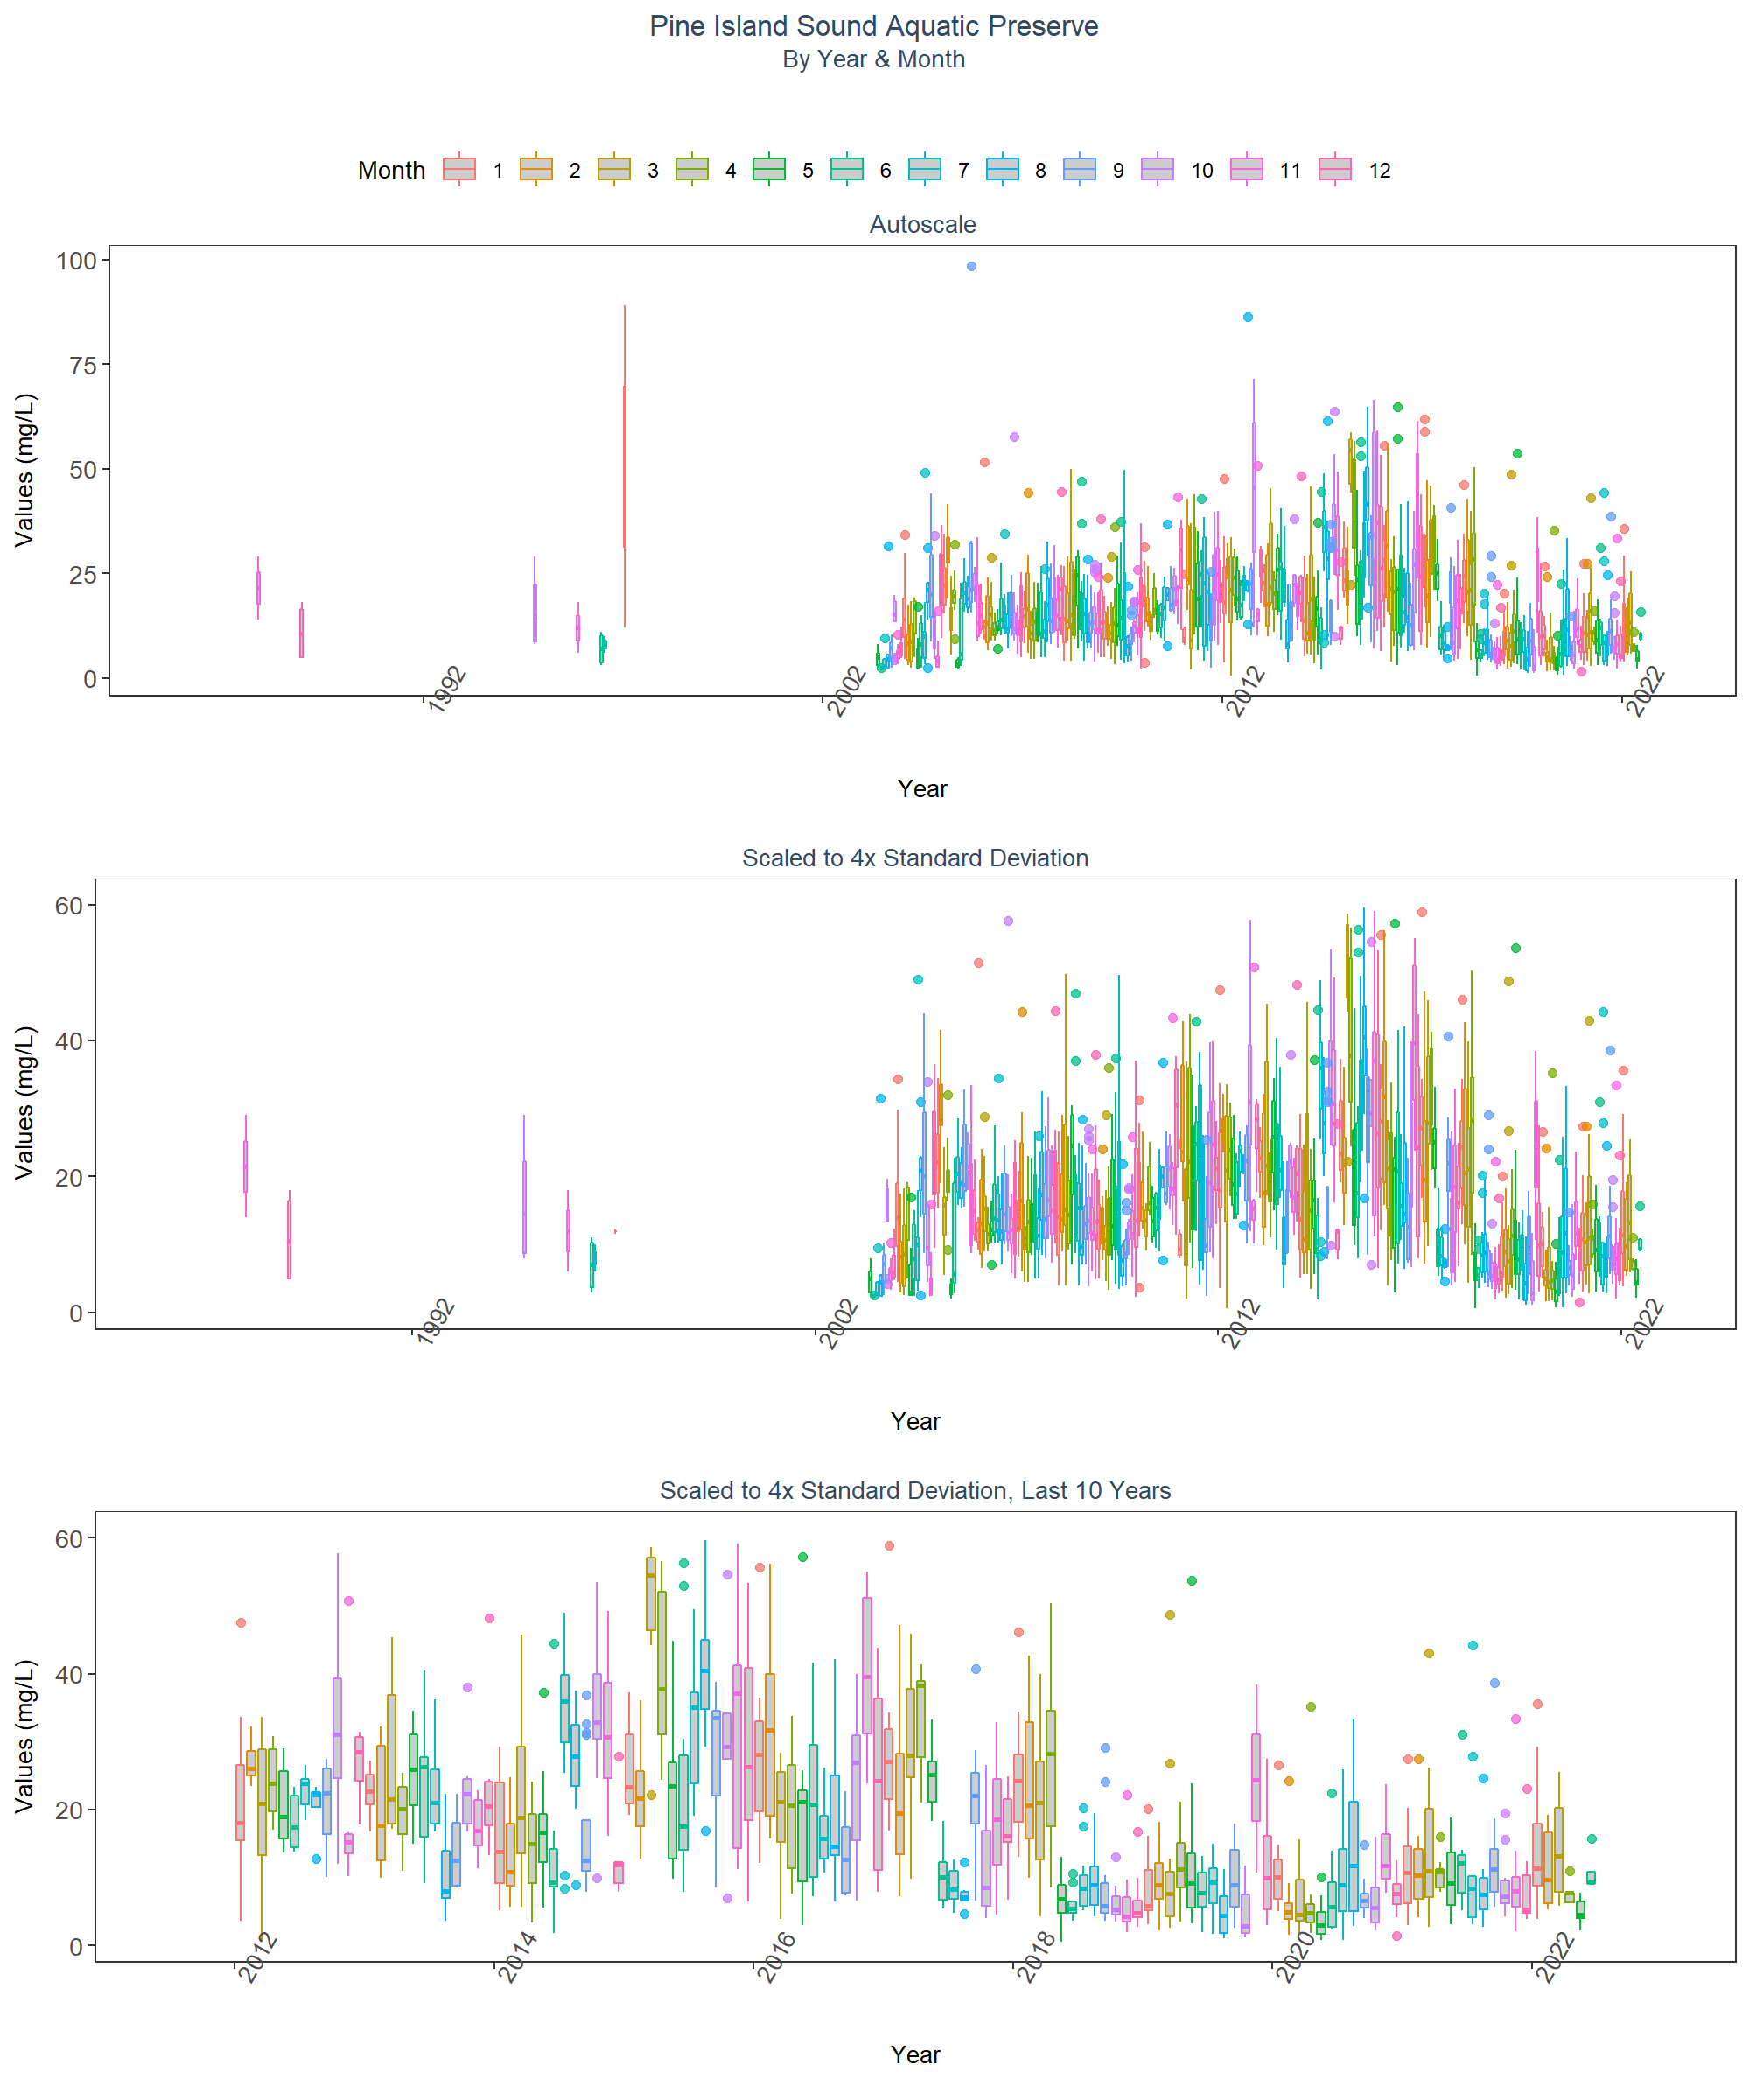 Pine Island Sound Aquatic Preserve
By Year & Month
Month 1 2 3 4 5 6 7 8 9 10 11 12
Autoscale
Values (mg/L)
100
75
50
25
0
1992 2002 2012 2022
Year
Scaled to 4x Standard Deviation
Values (mg/L)
60
40
20
0
1992 2002 2012 2022
Year
Scaled to 4x Standard Deviation, Last 10 Years
Values (mg/L)
60
40
20
0
2012 2014 2016 2018 2020 2022
Year